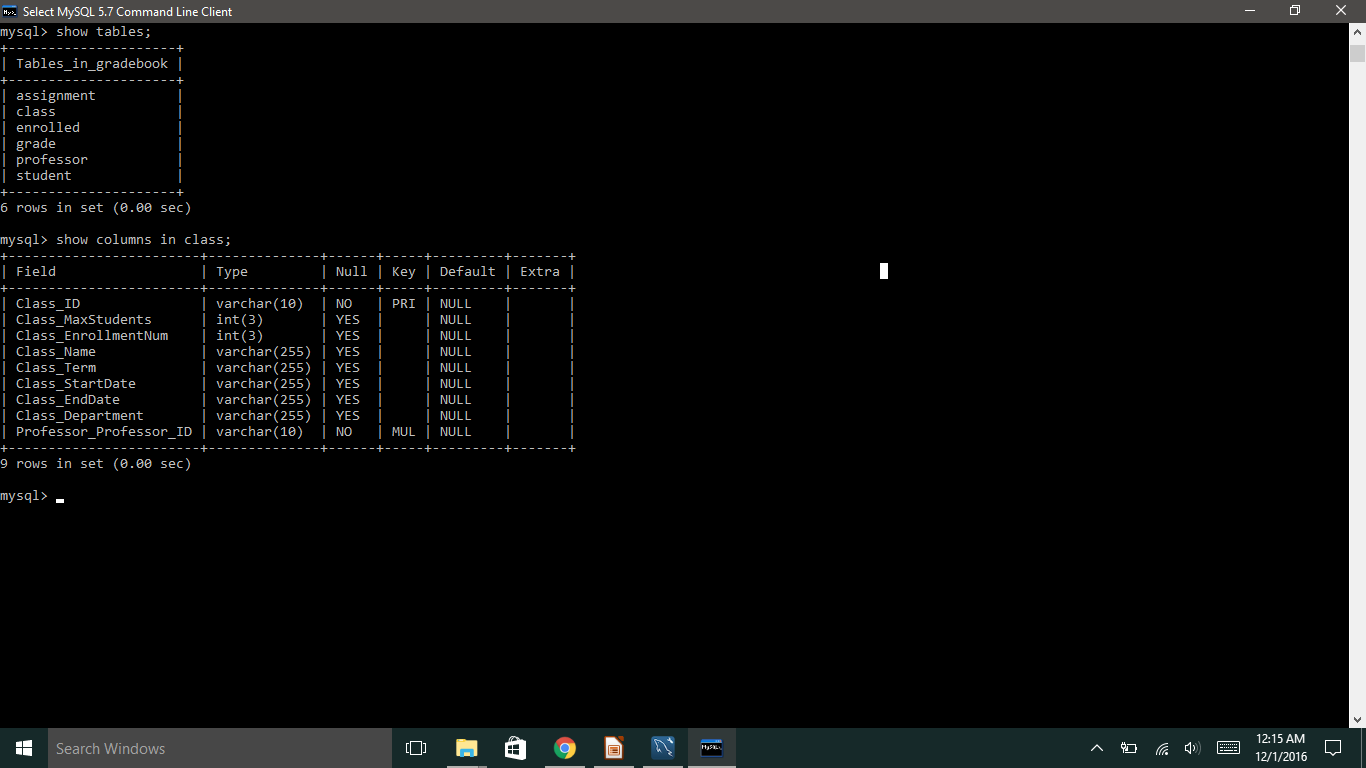 Select MySQL 5.7 Command Line Client
mysql> show tables;
+---------------------+
| Tables_in_gradebook |
+---------------------+
| assignment          |
| class               |
| enrolled            |
| grade               |
| professor           |
| student             |
+---------------------+
6 rows in set (0.00 sec)
mysql> show columns in class;
+------------------------+--------------+------+-----+---------+-------+
| Field                  | Type         | Null | Key | Default | Extra |
+------------------------+--------------+------+-----+---------+-------+
| Class_ID               | varchar(10)  | NO   | PRI | NULL    |       |
| Class_MaxStudents      | int(3)       | YES  |     | NULL    |       |
| Class_EnrollmentNum    | int(3)       | YES  |     | NULL    |       |
| Class_Name             | varchar(255) | YES  |     | NULL    |       |
| Class_Term             | varchar(255) | YES  |     | NULL    |       |
| Class_StartDate        | varchar(255) | YES  |     | NULL    |       |
| Class_EndDate          | varchar(255) | YES  |     | NULL    |       |
| Class_Department       | varchar(255) | YES  |     | NULL    |       |
| Professor_Professor_ID | varchar(10)  | NO   | MUL | NULL    |       |
+------------------------+--------------+------+-----+---------+-------+
9 rows in set (0.00 sec)
mysql>
Search Windows
MySQL
12:15 AM
12/1/2016